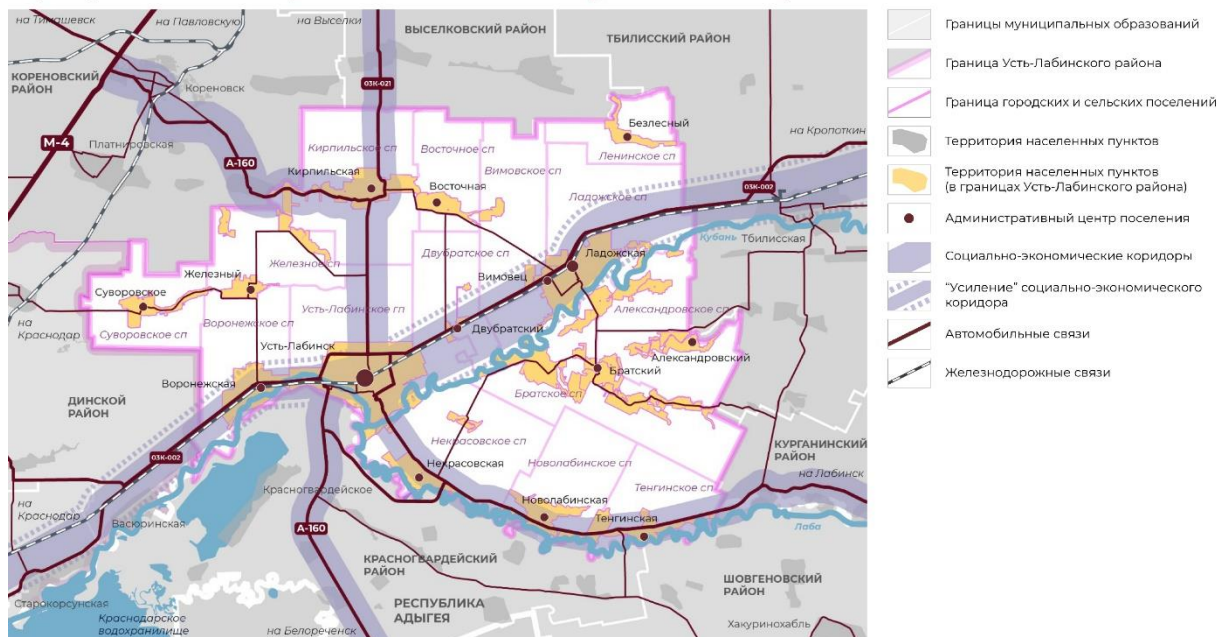 на Тимашевск
на Павловскую
на Выселки
ВЫСЕЛКОВСКИЙ РАЙОН
ТБИЛИССКИЙ РАЙОН
КОРЕНОВСКИЙ
РАЙОН
Кореновск
03К-021
М-4
Платнировская
А-160
Безлесный
на Кропоткин
Кирпильское сп
Восточное сп
Ленинское сп
Вимовское сп
Кирпильская
Восточная
Ладожское сп
03К-002
Кубань
Тбилисская
Двубратское сп
Ладожская
Железное сп
Железный
Вимовец
Суворовское
Усть-Лабинское гп
Александровское сп
на
Краснодар
Суворовское сп
Воронежское сп
Двубратский
Усть-Лабинск
Александровский
Воронежская
Братский
Братское сп
ДИНСКОЙ
РАЙОН
Некрасовское сп
КУРГАНИНСКИЙ
РАЙОН
03К-002
Новолабинское сп
на Лабинск
Некрасовская
Тенгинское сп
Красногвардейское
на
Краснодар
Новолабинская
Васюринская
Тенгинская
Лаба
А-160
КРАСНОГВАРДЕЙСКИЙ
РАЙОН
ШОВГЕНОВСКИЙ
РАЙОН
Старокорсунская
РЕСПУБЛИКА
АДЫГЕЯ
Краснодарское
водохранилище
на Белореченск
Хакуринохабль
Границы муниципальных образований
Граница Усть-Лабинского района
Граница городских и сельских поселений
Территория населенных пунктов
Территория населенных пунктов
(в границах Усть-Лабинского района)
Административный центр поселения
Социально-экономические коридоры
"Усиление" социально-экономического
коридора
Автомобильные связи
Железнодорожные связи